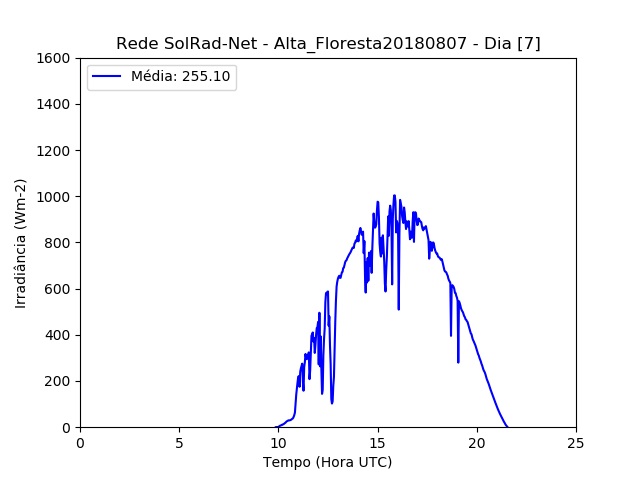 Rede SolRad-Net - Alta_Floresta20180807 - Dia [7]
Média: 255.10
Irradiância (Wm-2)
1600
1400
1200
1000
800
600
400
200
0
0 5 10 15 20 25
Tempo (Hora UTC)